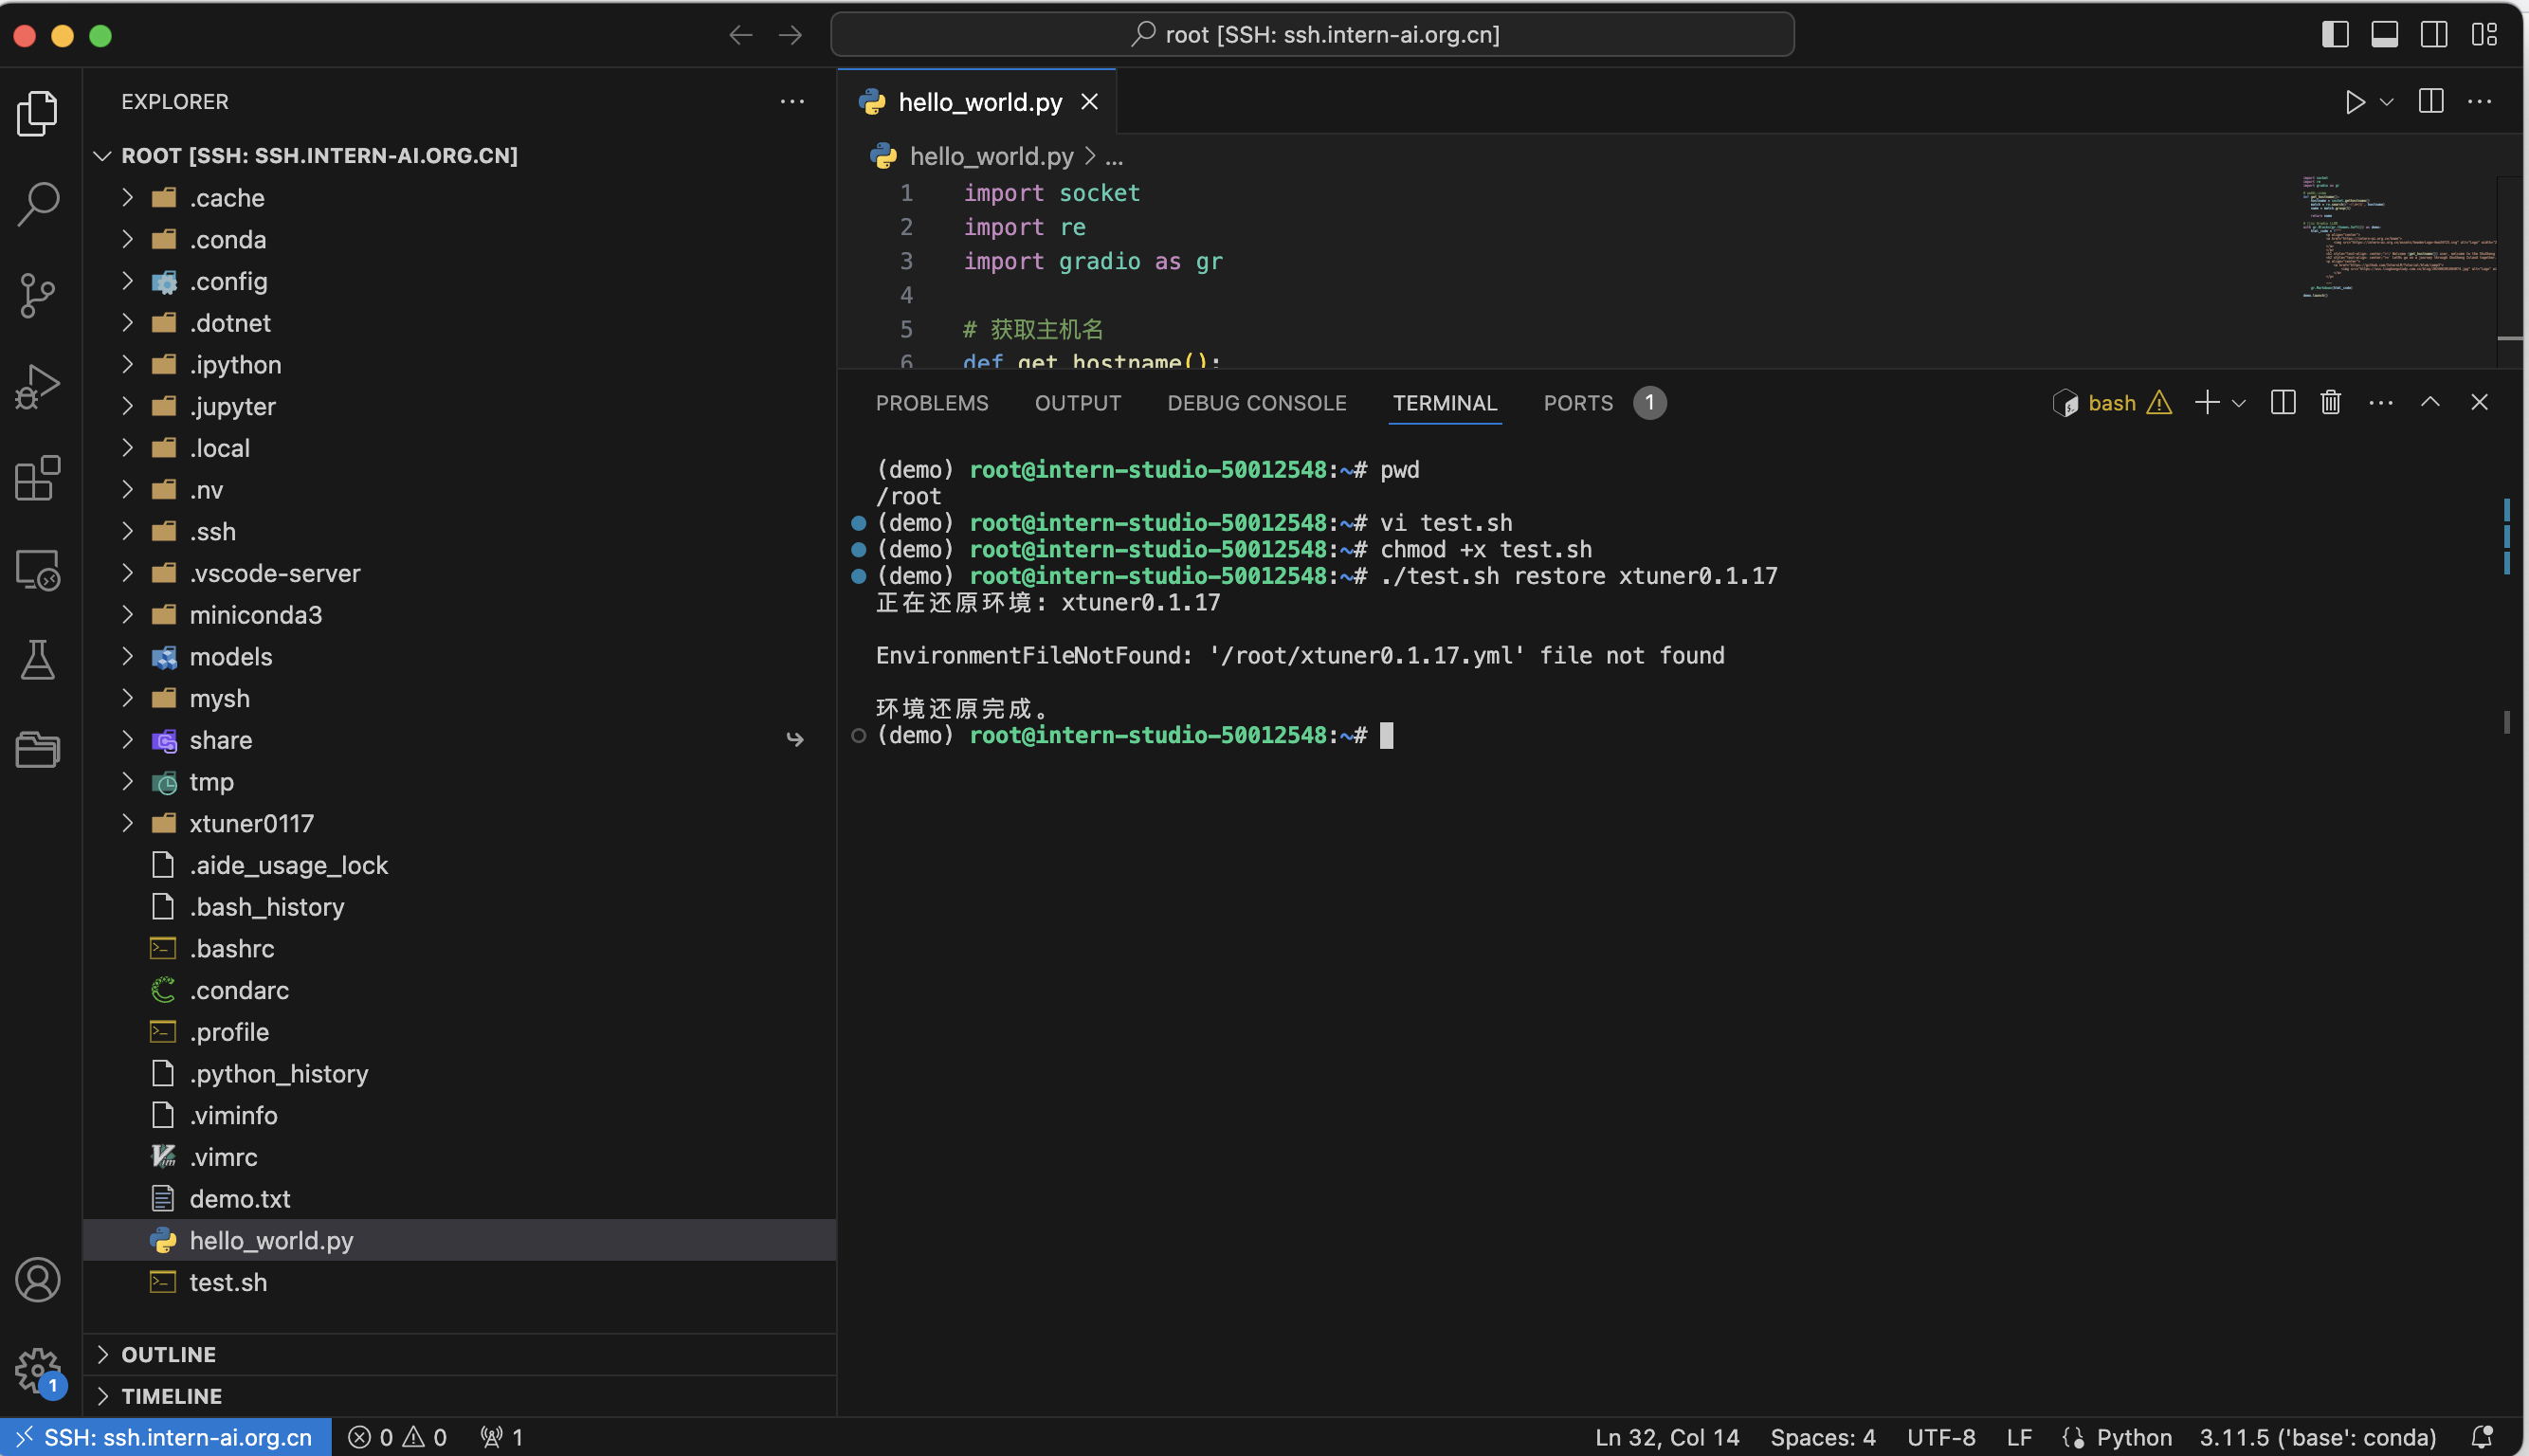 root [SSH: ssh.intern-ai.org.cn]
EXPLORER
ROOT [SSH: SSH.INTERN-AI.ORG.CN]
.cache
.conda
.config
.dotnet
.ipython
.jupyter
.local
.nv
.ssh
.vscode-server
miniconda3
models
mysh
share
tmp
xtuner0117
.aide_usage_lock
.bash_history
.bashrc
.condarc
.profile
.python_history
.viminfo
.vimrc
demo.txt
hello_world.py
test.sh
OUTLINE
TIMELINE
hello_world.py
hello_world.py > ...
1 import socket
2 import re
3 import gradio as gr
4
5 # 获取主机名
6 def get_hostname():
PROBLEMS OUTPUT DEBUG CONSOLE TERMINAL PORTS 1
bash
(demo) root@intern-studio-50012548:~# pwd
/root
(demo) root@intern-studio-50012548:~# vi test.sh
(demo) root@intern-studio-50012548:~# chmod +x test.sh
(demo) root@intern-studio-50012548:~# ./test.sh restore xtuner0.1.17
正在还原环境: xtuner0.1.17
EnvironmentFileNotFound: '/root/xtuner0.1.17.yml' file not found
环境还原完成。
(demo) root@intern-studio-50012548:~#
1
SSH: ssh.intern-ai.org.cn 0 0 1
Ln 32, Col 14 Spaces: 4 UTF-8 LF Python 3.11.5 ('base': conda)